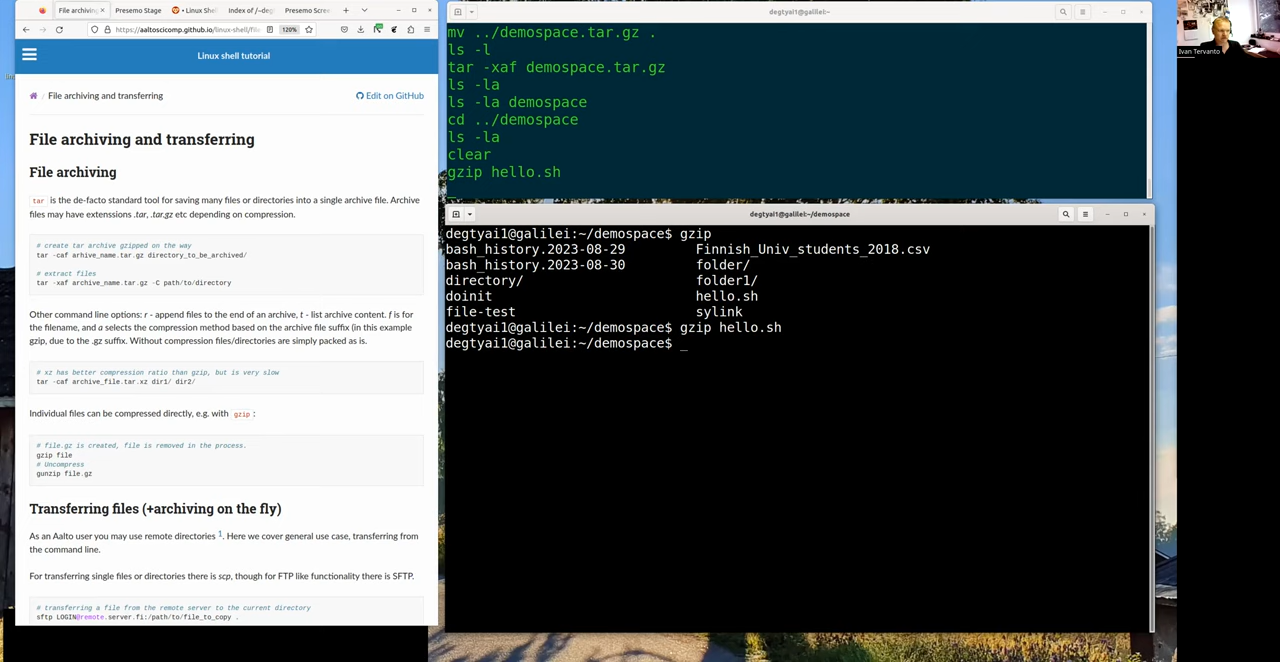 File archiving
Presemo Stage
Linux Shel
Index of /~deg
Presemo Scree
https://aaltoscicomp.github.io/linux-shell/file
120%
Linux shell tutorial
File archiving and transferring
Edit on GitHub
File archiving and transferring
File archiving
tar is the de-facto standard tool for saving many files or directories into a single archive file. Archive
files may have extenssions .tar, .tar.gz etc depending on compression.
# create tar archive gzipped on the way
tar -caf arhive_name.tar.gz directory_to_be_archived/
# extract files
tar -xaf archive_name.tar.gz -C path/to/directory
Other command line options: r - append files to the end of an archive, t - list archive content. f is for
the filename, and a selects the compression method based on the archive file suffix (in this example
gzip, due to the .gz suffix. Without compression files/directories are simply packed as is.
# xz has better compression ratio than gzip, but is very slow
tar -caf archive_file.tar.xz dir1/ dir2/
Individual files can be compressed directly, e.g. with gzip :
# file.gz is created, file is removed in the process.
gzip file
# Uncompress
gunzip file.gz
Transferring files (+archiving on the fly)
As an Aalto user you may use remote directories 1. Here we cover general use case, transferring from
the command line.
For transferring single files or directories there is scp, though for FTP like functionality there is SFTP.
# transferring a file from the remote server to the current directory
sftp LOGIN@remote.server.fi:/path/to/file_to_copy .
degtyai1@galilei:~
mv ../demospace.tar.gz .
ls -l
tar -xaf demospace.tar.gz
ls -la
ls -la demospace
cd ../demospace
ls -la
clear
gzip hello.sh
degtyai1@galilei:~/demospace
degtyai1@galilei:~/demospace$ gzip
bash_history.2023-08-29 Finnish_Univ_students_2018.csv
bash_history.2023-08-30 folder/
directory/ folder1/
doinit hello.sh
file-test sylink
degtyai1@galilei:~/demospace$ gzip hello.sh
degtyai1@galilei:~/demospace$ _
Ivan Tervanto